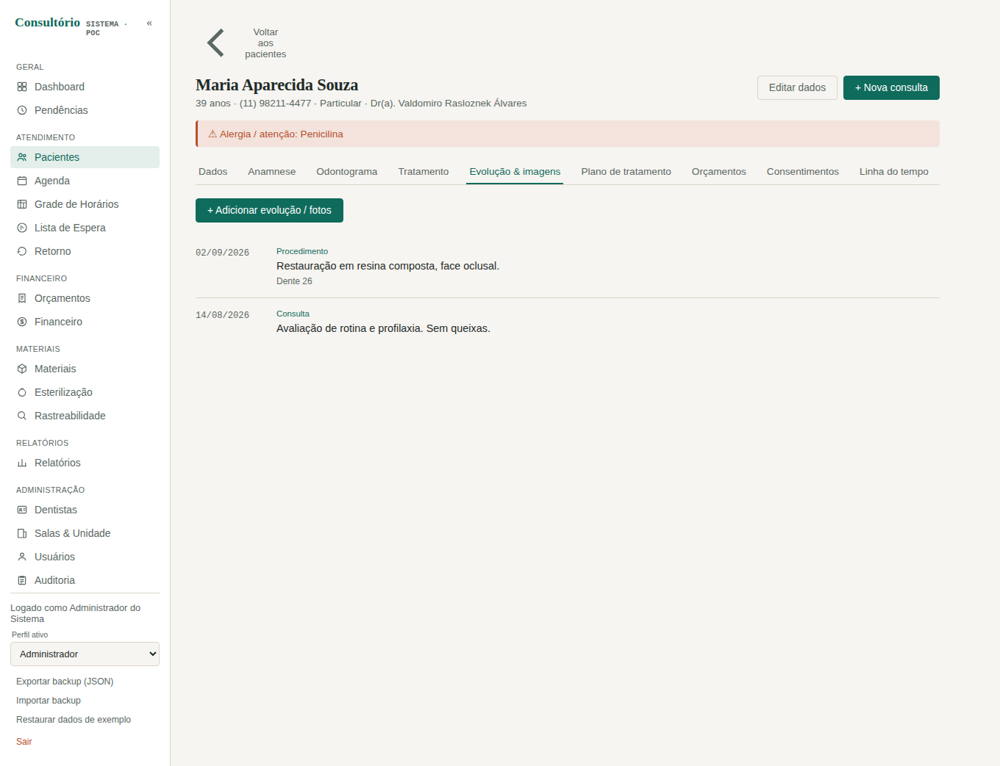 Consultório SISTEMA · POC «
GERAL
Dashboard
Pendências
ATENDIMENTO
Pacientes
Agenda
Grade de Horários
Lista de Espera
Retorno
FINANCEIRO
Orçamentos
Financeiro
MATERIAIS
Materiais
Esterilização
Rastreabilidade
RELATÓRIOS
Relatórios
ADMINISTRAÇÃO
Dentistas
Salas & Unidade
Usuários
Auditoria
Logado como Administrador do
Sistema
Perfil ativo
Administrador
Exportar backup (JSON)
Importar backup
Restaurar dados de exemplo
Sair
Voltar
aos
pacientes
Maria Aparecida Souza
39 anos · (11) 98211-4477 · Particular · Dr(a). Valdomiro Rasloznek Álvares
Editar dados
+ Nova consulta
⚠ Alergia / atenção: Penicilina
Dados Anamnese Odontograma Tratamento Evolução & imagens Plano de tratamento Orçamentos Consentimentos Linha do tempo
+ Adicionar evolução / fotos
02/09/2026
Procedimento
Restauração em resina composta, face oclusal.
Dente 26
14/08/2026
Consulta
Avaliação de rotina e profilaxia. Sem queixas.